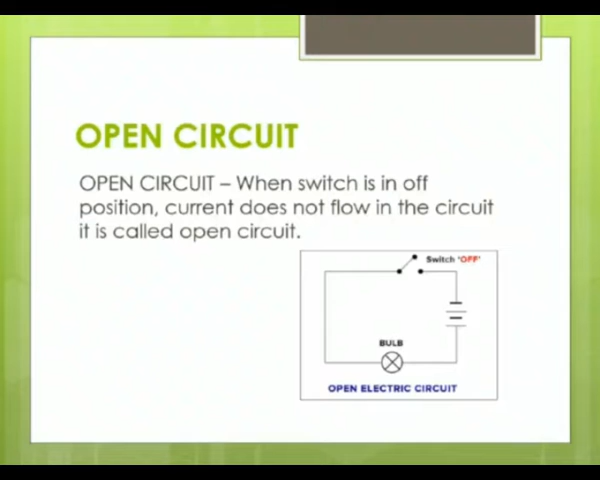 OPEN CIRCUIT
OPEN CIRCUIT – When switch is in off
position, current does not flow in the circuit
it is called open circuit.
Switch 'OFF'
BULB
OPEN ELECTRIC CIRCUIT